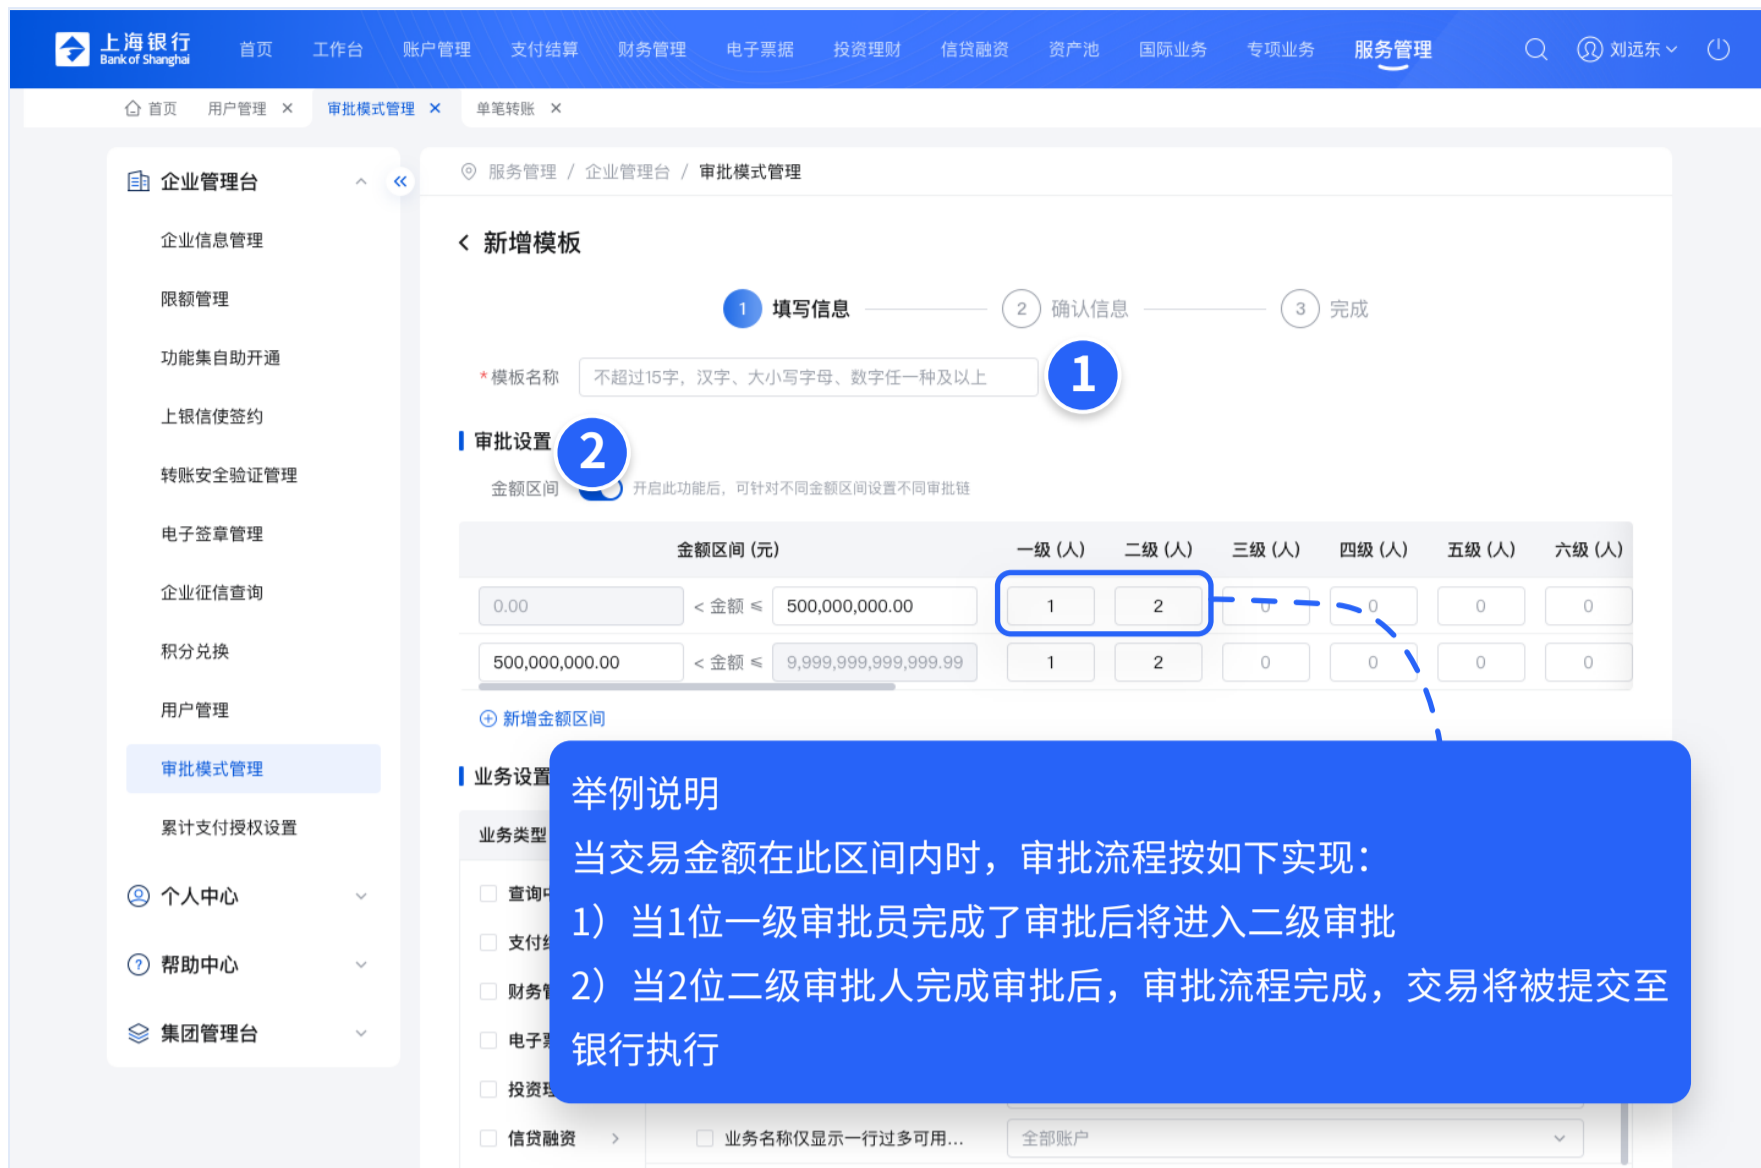 上海银行
Bank of Shanghai
首页 工作台 账户管理 支付结算 财务管理 电子票据 投资理财 信贷融资 资产池 国际业务 专项业务 服务管理 刘远东
首页 用户管理 × 审批模式管理 × 单笔转账 ×
企业管理台
企业信息管理
限额管理
功能集自助开通
上银信使签约
转账安全验证管理
电子签章管理
企业征信查询
积分兑换
用户管理
审批模式管理
累计支付授权设置
个人中心
帮助中心
集团管理台
服务管理 / 企业管理台 / 审批模式管理
新增模板
1 填写信息 2 确认信息 3 完成
*模板名称 不超过15字，汉字、大小写字母、数字任一种及以上 1
审批设置 2
金额区间 开启此功能后，可针对不同金额区间设置不同审批链
金额区间 (元) 一级 (人) 二级 (人) 三级 (人) 四级 (人) 五级 (人) 六级 (人)
0.00 < 金额 ≤ 500,000,000.00 1 2 0 0 0 0
500,000,000.00 < 金额 ≤ 9,999,999,999,999.99 1 2 0 0 0 0
新增金额区间
业务设置
业务类型
查询
支付
财务
电子
投资
信贷融资 > 业务名称仅显示一行过多可用... 全部账户
举例说明
当交易金额在此区间内时，审批流程按如下实现：
1）当1位一级审批员完成了审批后将进入二级审批
2）当2位二级审批人完成审批后，审批流程完成，交易将被提交至
银行执行